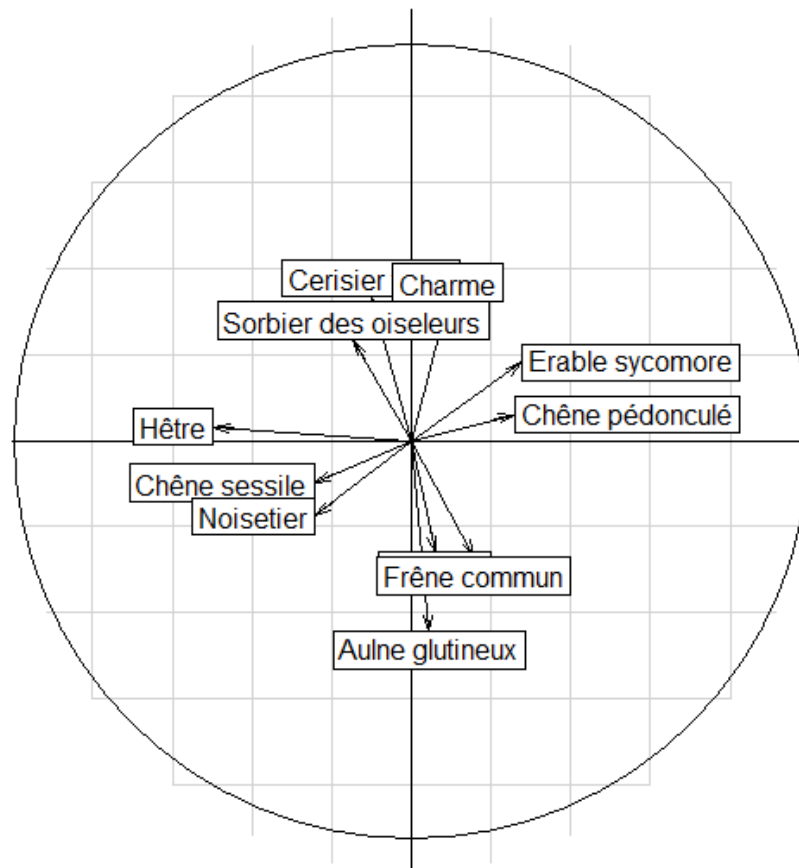 Cerisier
Charme
Sorbier des oiseleurs
Erable sycomore
Chêne pédonculé
Hêtre
Chêne sessile
Noisetier
Frêne commun
Aulne glutineux